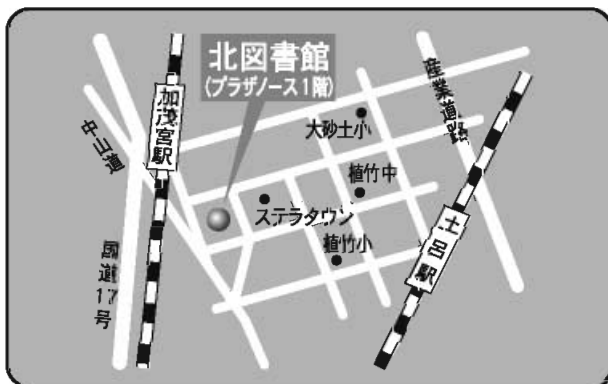 北図書館
(プラザノース1階)
加茂宮駅
中山道
国道17号
大砂土小
植竹中
ステラタウン
植竹小
産業道路
土呂駅